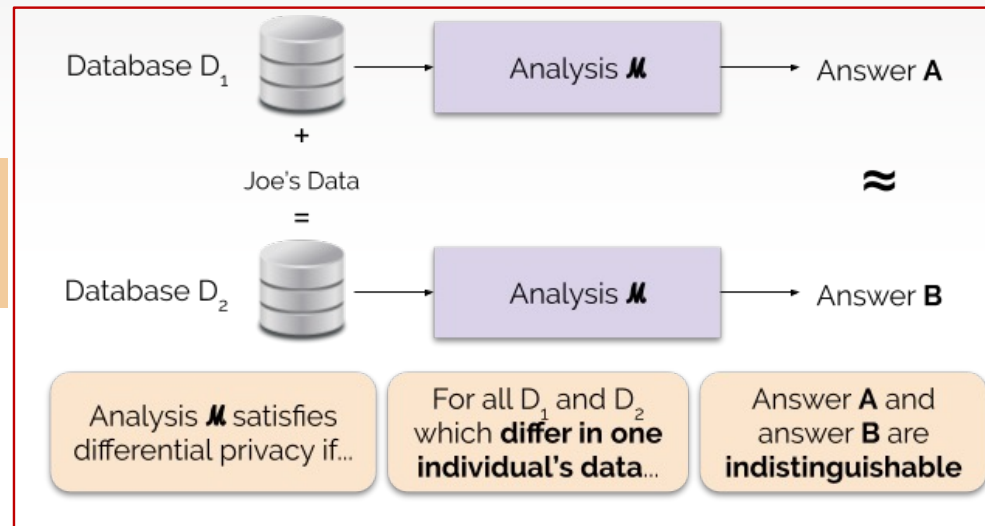 Database D₁
Analysis 𝓜
Answer A
+
Joe's Data
≈
=
Database D₂
Analysis 𝓜
Answer B
Analysis 𝓜 satisfies
differential privacy if...
For all D₁ and D₂
which differ in one
individual's data...
Answer A and
answer B are
indistinguishable